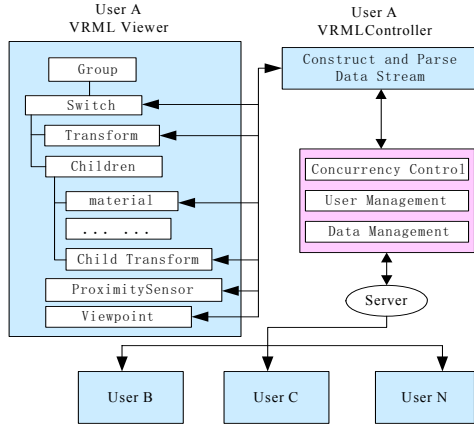 User A
VRML Viewer
Group
Switch
Transform
Children
material
... ...
Child Transform
ProximitySensor
Viewpoint
User A
VRMLController
Construct and Parse
Data Stream
Concurrency Control
User Management
Data Management
Server
User B
User C
User N